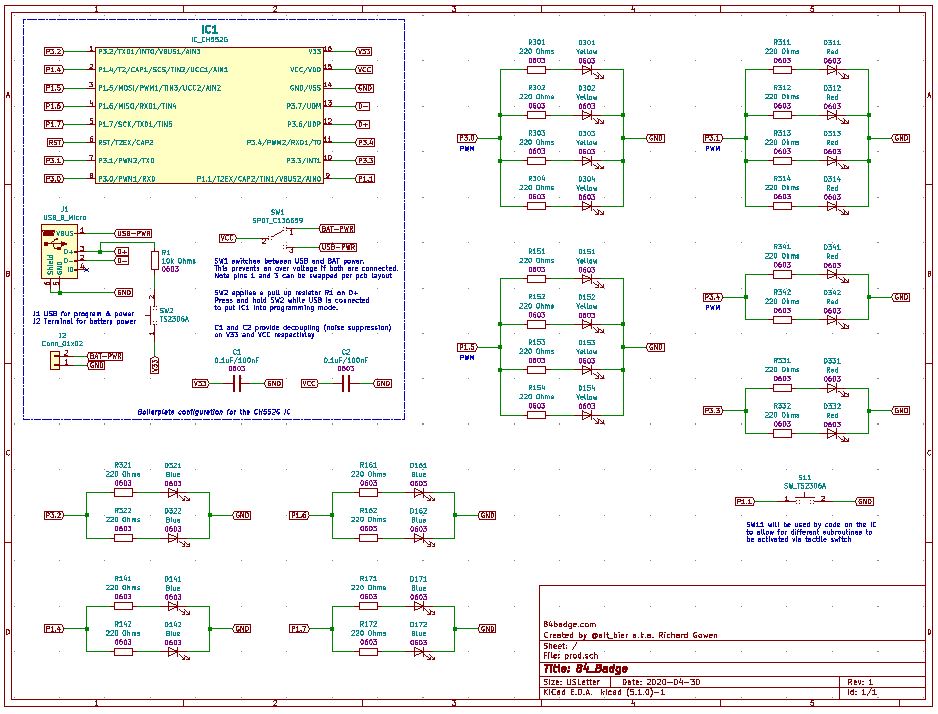 1
2
3
4
5
A
B
C
D
IC1
IC_CH552G
P3.2
1
P3.2/TXD1/INT0/VBUS1/AIN3
V33
16
V33
P1.4
2
P1.4/T2/CAP1/SCS/TIN2/UCC1/AIN1
VCC/VDD
15
VCC
P1.5
3
P1.5/MOSI/PWM1/TIN3/UCC2/AIN2
GND/VSS
14
GND
P1.6
4
P1.6/MISO/RXD1/TIN4
P3.7/UDM
13
D-
P1.7
5
P1.7/SCK/TXD1/TIN5
P3.6/UDP
12
D+
RST
6
RST/T2EX/CAP2
P3.4/PWM2/RXD1/T0
11
P3.4
P3.1
7
P3.1/PWM2/TXD
P3.3/INT1
10
P3.3
P3.0
8
P3.0/PWM1/RXD
P1.1/T2EX/CAP2/TIN1/VBUS2/AIN0
9
P1.1
J1
USB_B_Micro
VBUS
1
USB-PWR
D+
3
D+
D-
2
D-
ID
4
Shield
GND
6
5
GND
R1
10k Ohms
0603
2
SW2
TS2306A
1
V33
J1 USB for program & power
J2 Terminal for battery power
J2
Conn_01x02
2
BAT-PWR
1
GND
SW1
SPDT_C136659
VCC
2
1
BAT-PWR
3
USB-PWR
SW1 switches between USB and BAT power.
This prevents an over voltage if both are connected.
Note pins 1 and 3 can be swapped per pcb layout
SW2 applies a pull up resistor R1 on D+
Press and hold SW2 while USB is connected
to put IC1 into programming mode.
C1 and C2 provide decoupling (noise suppression)
on V33 and VCC respectivley
C1
0.1uF/100nF
0603
V33
GND
C2
0.1uF/100nF
0603
VCC
GND
Boilerplate configuration for the CH552G IC
R301
220 Ohms
0603
D301
Yellow
0603
R302
220 Ohms
0603
D302
Yellow
0603
P3.0
PWM
GND
R303
220 Ohms
0603
D303
Yellow
0603
R304
220 Ohms
0603
D304
Yellow
0603
R311
220 Ohms
0603
D311
Red
0603
R312
220 Ohms
0603
D312
Red
0603
P3.1
PWM
GND
R313
220 Ohms
0603
D313
Red
0603
R314
220 Ohms
0603
D314
Red
0603
R151
220 Ohms
0603
D151
Yellow
0603
R152
220 Ohms
0603
D152
Yellow
0603
P1.5
PWM
GND
R153
220 Ohms
0603
D153
Yellow
0603
R154
220 Ohms
0603
D154
Yellow
0603
R341
220 Ohms
0603
D341
Red
0603
P3.4
PWM
GND
R342
220 Ohms
0603
D342
Red
0603
R331
220 Ohms
0603
D331
Red
0603
P3.3
GND
R332
220 Ohms
0603
D332
Red
0603
R321
220 Ohms
0603
D321
Blue
0603
P3.2
GND
R322
220 Ohms
0603
D322
Blue
0603
R161
220 Ohms
0603
D161
Blue
0603
P1.6
GND
R162
220 Ohms
0603
D162
Blue
0603
S11
SW_TS2306A
P1.1
1
2
GND
SW11 will be used by code on the IC
to allow for different subroutines to
be activated via tactile switch
R141
220 Ohms
0603
D141
Blue
0603
P1.4
GND
R142
220 Ohms
0603
D142
Blue
0603
R171
220 Ohms
0603
D171
Blue
0603
P1.7
GND
R172
220 Ohms
0603
D172
Blue
0603
84badge.com
Created by @alt_bier a.k.a. Richard Gowen
Sheet: /
File: prod.sch
Title: 84_Badge
Size: USLetter
Date: 2020-04-30
Rev: 1
KiCad E.D.A. kicad (5.1.0)-1
Id: 1/1
A
B
C
D
1
2
3
4
5